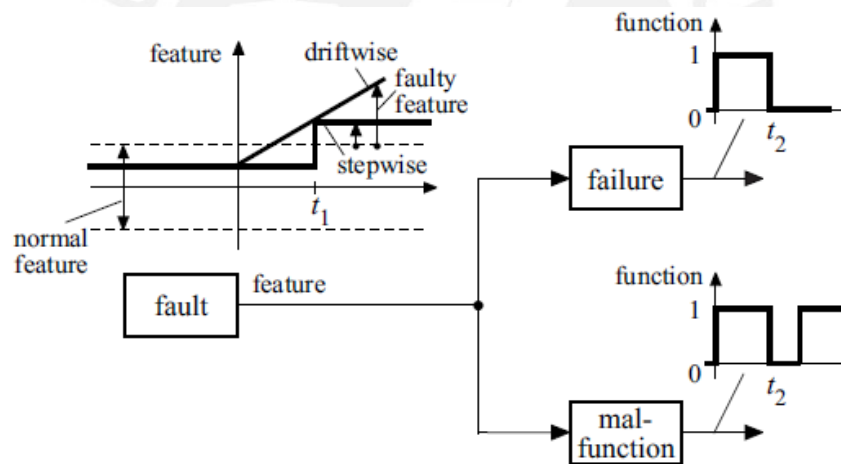 feature
driftwise
faulty
feature
stepwise
t1
normal
feature
fault
feature
function
1
0
t2
failure
function
1
0
t2
mal-
function